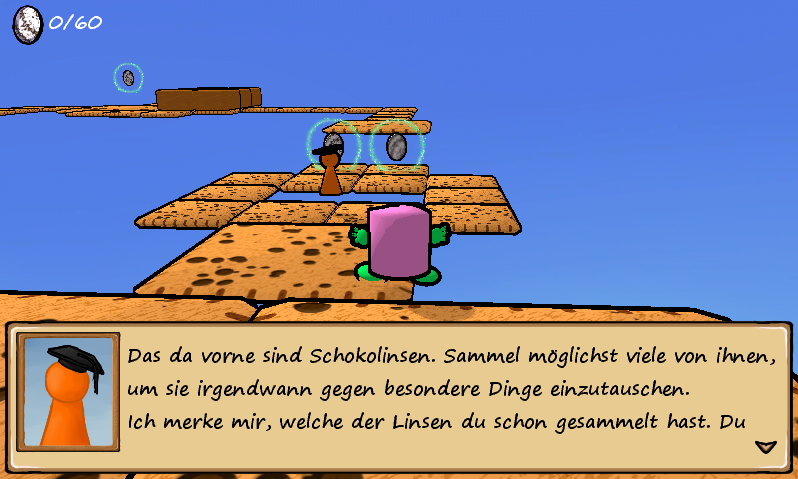 0/60
Das da vorne sind Schokolinsen. Sammel möglichst viele von ihnen,
um sie irgendwann gegen besondere Dinge einzutauschen.
Ich merke mir, welche der Linsen du schon gesammelt hast. Du